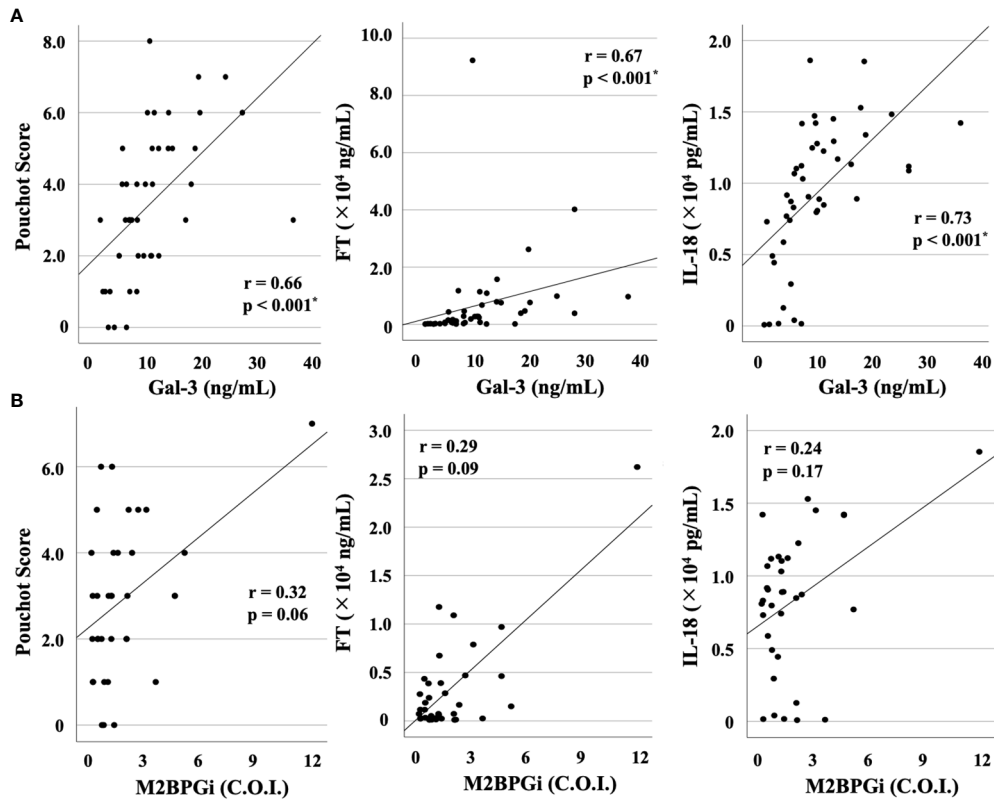 A
Pouchot Score
8.0
6.0
4.0
2.0
0
r = 0.66
p < 0.001*
0 10 20 30 40
Gal-3 (ng/mL)
FT (×10⁴ ng/mL)
10.0
8.0
6.0
4.0
2.0
0.0
r = 0.67
p < 0.001*
0 10 20 30 40
Gal-3 (ng/mL)
IL-18 (×10⁴ pg/mL)
2.0
1.5
1.0
0.5
0
r = 0.73
p < 0.001*
0 10 20 30 40
Gal-3 (ng/mL)
B
Pouchot Score
6.0
4.0
2.0
0
r = 0.32
p = 0.06
0 3 6 9 12
M2BPGi (C.O.I.)
FT (×10⁴ ng/mL)
3.0
2.5
2.0
1.5
1.0
0.5
0.0
r = 0.29
p = 0.09
0 3 6 9 12
M2BPGi (C.O.I.)
IL-18 (×10⁴ pg/mL)
2.0
1.5
1.0
0.5
0
r = 0.24
p = 0.17
0 3 6 9 12
M2BPGi (C.O.I.)